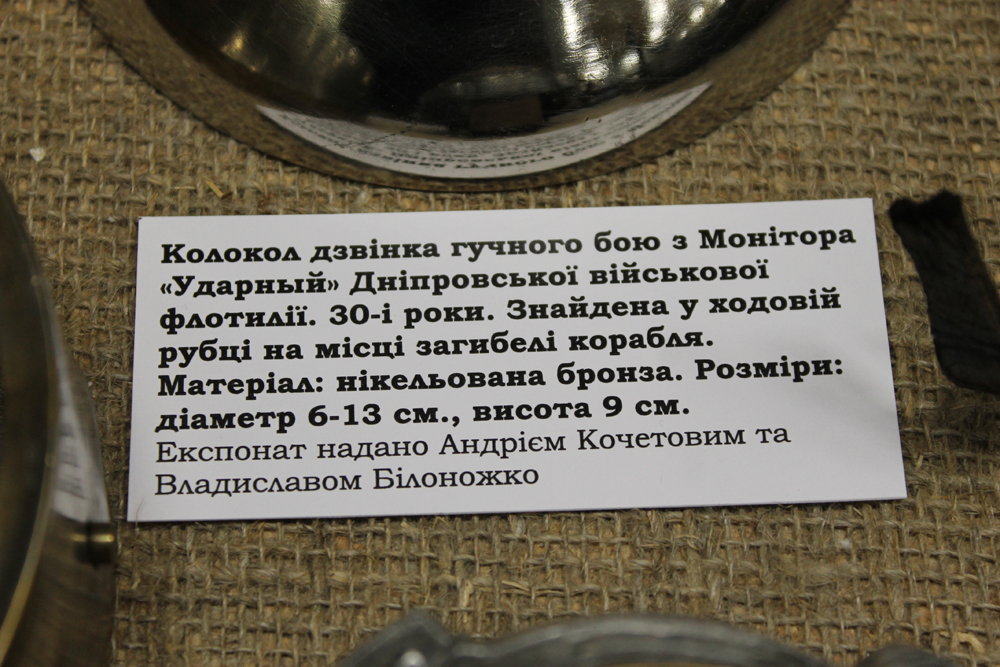 Колокол дзвінка гучного бою з Монітора
«Ударный» Дніпровської військової
флотилії. 30-і роки. Знайдена у ходовій
рубці на місці загибелі корабля.
Матеріал: нікельована бронза. Розміри:
діаметр 6-13 см., висота 9 см.
Експонат надано Андрієм Кочетовим та
Владиславом Білоножко